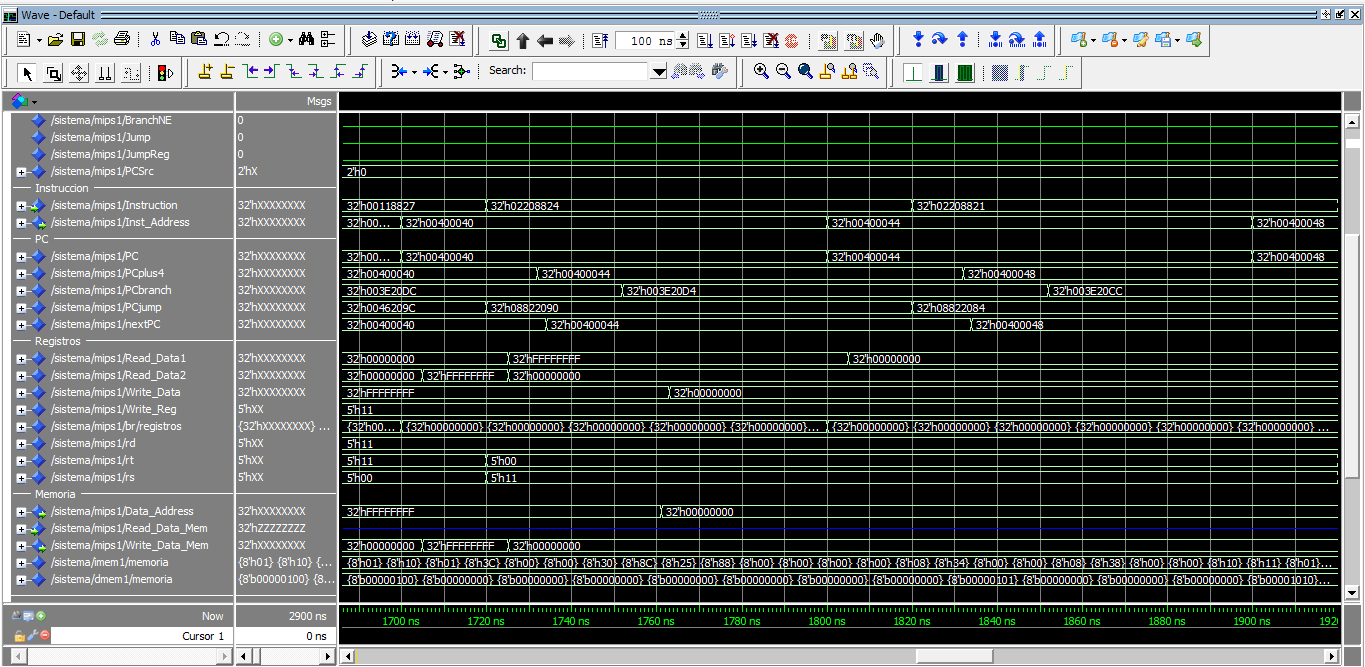 Wave - Default
100 ns
Search:
Msgs
/sistema/mips1/BranchNE 0
/sistema/mips1/Jump 0
/sistema/mips1/JumpReg 0
/sistema/mips1/PCSrc 2'hX 2'h0
Instruccion
/sistema/mips1/Instruction 32'hXXXXXXXX 32'h00118827 32'h02208824 32'h02208821
/sistema/mips1/Inst_Address 32'hXXXXXXXX 32'h00... 32'h00400040 32'h00400044 32'h00400048
PC
/sistema/mips1/PC 32'hXXXXXXXX 32'h00... 32'h00400040 32'h00400044 32'h00400048
/sistema/mips1/PCplus4 32'hXXXXXXXX 32'h00400040 32'h00400044 32'h00400048
/sistema/mips1/PCbranch 32'hXXXXXXXX 32'h003E20DC 32'h003E20D4 32'h003E20CC
/sistema/mips1/PCjump 32'hXXXXXXXX 32'h0046209C 32'h08822090 32'h08822084
/sistema/mips1/nextPC 32'hXXXXXXXX 32'h00400040 32'h00400044 32'h00400048
Registros
/sistema/mips1/Read_Data1 32'hXXXXXXXX 32'h00000000 32'hFFFFFFFF 32'h00000000
/sistema/mips1/Read_Data2 32'hXXXXXXXX 32'h00000000 32'hFFFFFFFF 32'h00000000
/sistema/mips1/Write_Data 32'hXXXXXXXX 32'hFFFFFFFF 32'h00000000
/sistema/mips1/Write_Reg 5'hXX 5'h11
/sistema/mips1/br/registros {32'hXXXXXXXX} ... {32'h00... {32'h00000000} {32'h00000000} {32'h00000000} {32'h00000000} {32'h00000000}... {32'h00000000} {32'h00000000} {32'h00000000} {32'h00000000} {32'h00000000} {32'h00000000} ...
/sistema/mips1/rd 5'hXX 5'h11
/sistema/mips1/rt 5'hXX 5'h11 5'h00
/sistema/mips1/rs 5'hXX 5'h00 5'h11
Memoria
/sistema/mips1/Data_Address 32'hXXXXXXXX 32'hFFFFFFFF 32'h00000000
/sistema/mips1/Read_Data_Mem 32'hZZZZZZZZ
/sistema/mips1/Write_Data_Mem 32'hXXXXXXXX 32'h00000000 32'hFFFFFFFF 32'h00000000
/sistema/imem1/memoria {8'h01} {8'h10} {... {8'h01} {8'h10} {8'h01} {8'h3C} {8'h00} {8'h00} {8'h30} {8'h8C} {8'h25} {8'h88} {8'h00} {8'h00} {8'h00} {8'h08} {8'h34} {8'h00} {8'h00} {8'h08} {8'h38} {8'h00} {8'h00} {8'h10} {8'h11} {8'h01}...
/sistema/dmem1/memoria {8'b00000100} {8... {8'b00000100} {8'b00000000} {8'b00000000} {8'b00000000} {8'b00000000} {8'b00000000} {8'b00000000} {8'b00000000} {8'b00000101} {8'b00000000} {8'b00000000} {8'b00000000} {8'b00001010}...
Now 2900 ns 1700 ns 1720 ns 1740 ns 1760 ns 1780 ns 1800 ns 1820 ns 1840 ns 1860 ns 1880 ns 1900 ns 1920
Cursor 1 0 ns